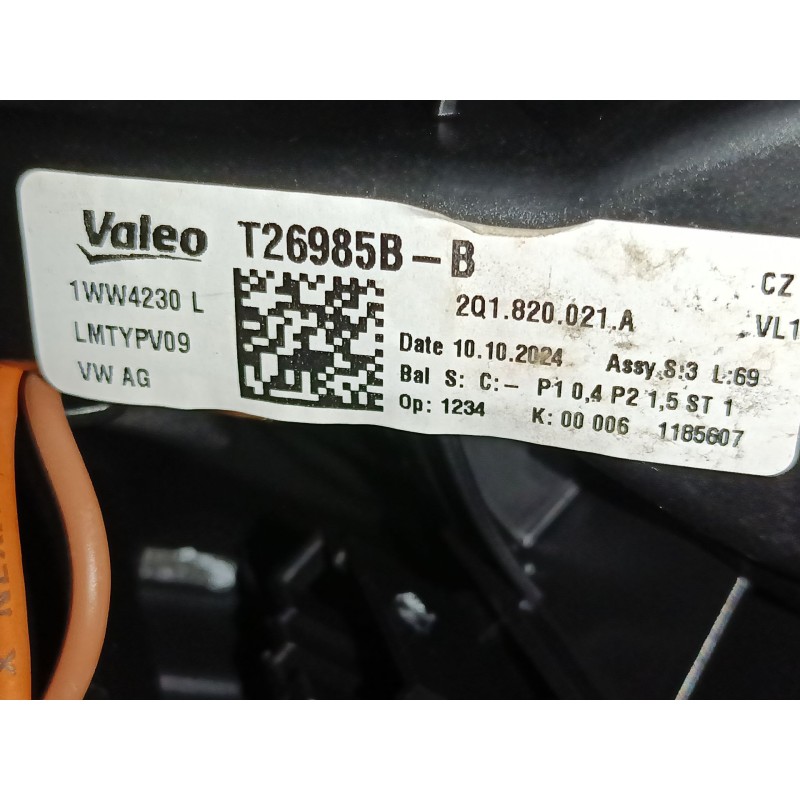 Valeo T26985B-B
1WW4230 L
LMTYPV09
VW AG
2Q1.820.021.A
CZ
VL1
Date 10.10.2024 Assy.S:3 L:69
Bal S: C:- P1 0,4 P2 1,5 ST 1
Op: 1234 K: 00 006 1185607